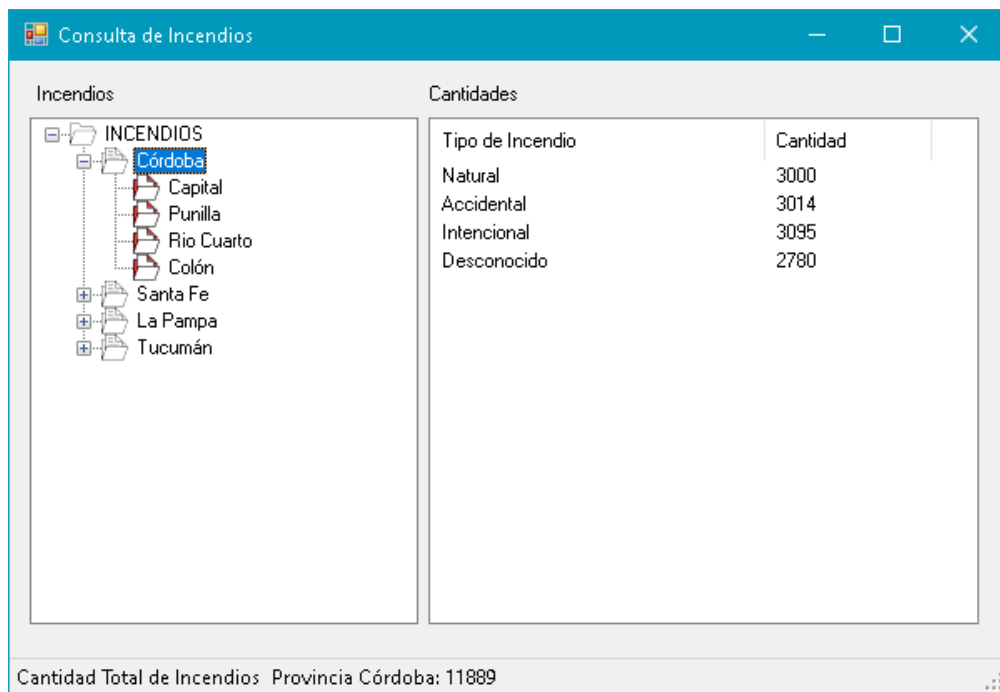 Consulta de Incendios
Incendios
INCENDIOS
Córdoba
Capital
Punilla
Rio Cuarto
Colón
Santa Fe
La Pampa
Tucumán
Cantidades
Tipo de Incendio Cantidad
Natural 3000
Accidental 3014
Intencional 3095
Desconocido 2780
Cantidad Total de Incendios Provincia Córdoba: 11889